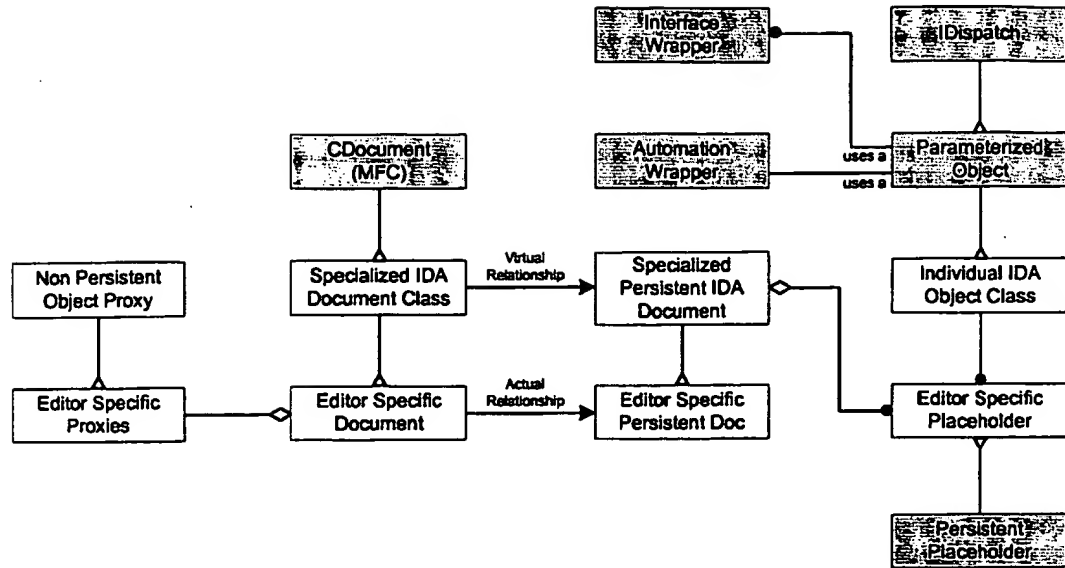 Interface
Wrapper
IDispatch
CDocument
(MFC)
Automation
Wrapper
uses a
uses a
Parameterized
Object
Non Persistent
Object Proxy
Specialized IDA
Document Class
Virtual
Relationship
Specialized
Persistent IDA
Document
Individual IDA
Object Class
Editor Specific
Proxies
Editor Specific
Document
Actual
Relationship
Editor Specific
Persistent Doc
Editor Specific
Placeholder
Persistent
Placeholder